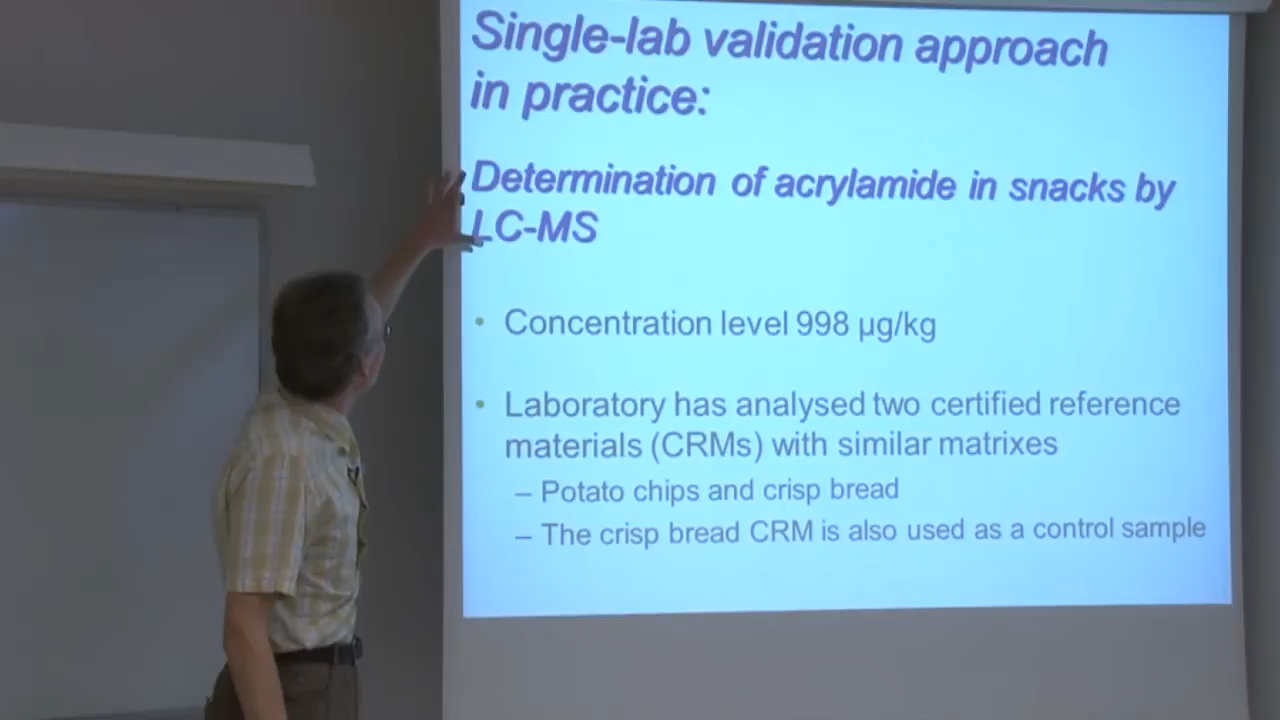 Single-lab validation approach
in practice:
Determination of acrylamide in snacks by
LC-MS
• Concentration level 998 µg/kg
• Laboratory has analysed two certified reference
materials (CRMs) with similar matrixes
– Potato chips and crisp bread
– The crisp bread CRM is also used as a control sample